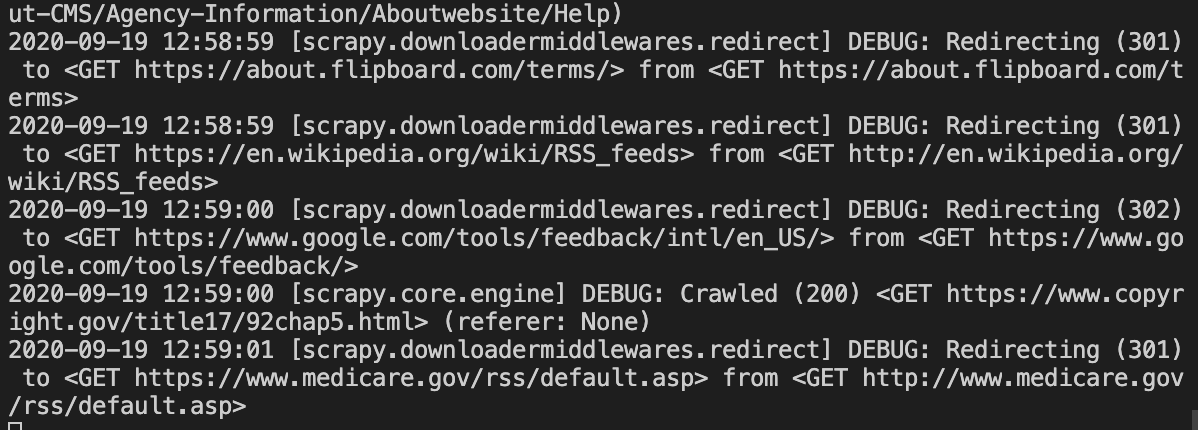 ut-CMS/Agency-Information/Aboutwebsite/Help)
2020-09-19 12:58:59 [scrapy.downloadermiddlewares.redirect] DEBUG: Redirecting (301)
 to <GET https://about.flipboard.com/terms/> from <GET https://about.flipboard.com/t
erms>
2020-09-19 12:58:59 [scrapy.downloadermiddlewares.redirect] DEBUG: Redirecting (301)
 to <GET https://en.wikipedia.org/wiki/RSS_feeds> from <GET http://en.wikipedia.org/
wiki/RSS_feeds>
2020-09-19 12:59:00 [scrapy.downloadermiddlewares.redirect] DEBUG: Redirecting (302)
 to <GET https://www.google.com/tools/feedback/intl/en_US/> from <GET https://www.go
ogle.com/tools/feedback/>
2020-09-19 12:59:00 [scrapy.core.engine] DEBUG: Crawled (200) <GET https://www.copyr
ight.gov/title17/92chap5.html> (referer: None)
2020-09-19 12:59:01 [scrapy.downloadermiddlewares.redirect] DEBUG: Redirecting (301)
 to <GET https://www.medicare.gov/rss/default.asp> from <GET http://www.medicare.gov
/rss/default.asp>